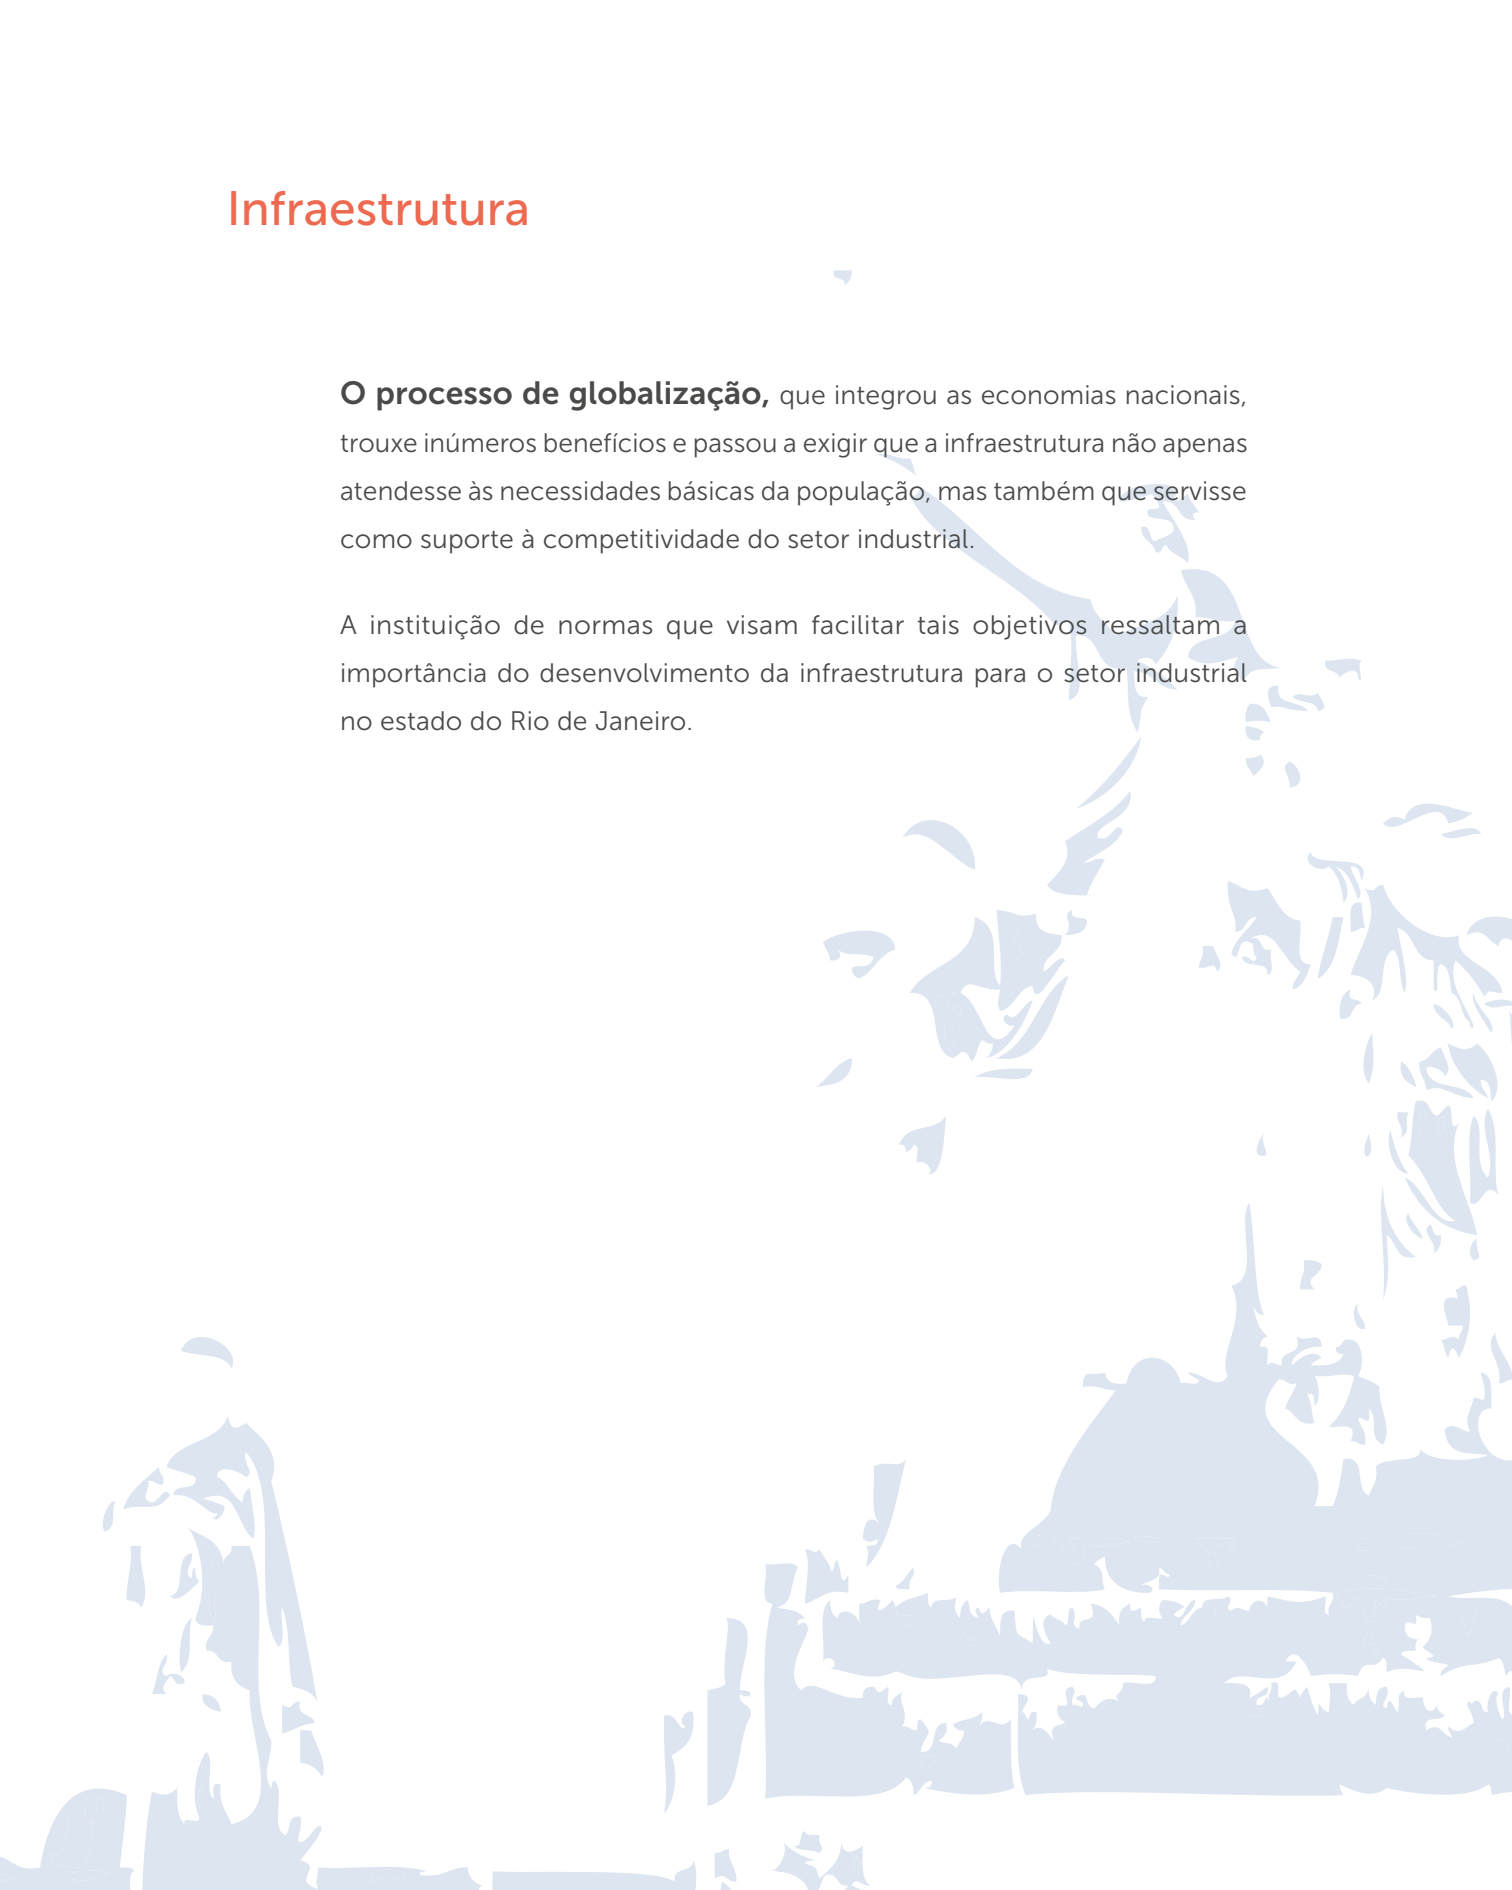 Infraestrutura
O processo de globalização, que integrou as economias nacionais,
trouxe inúmeros benefícios e passou a exigir que a infraestrutura não apenas
atendesse às necessidades básicas da população, mas também que servisse
como suporte à competitividade do setor industrial.
A instituição de normas que visam facilitar tais objetivos ressaltam a
importância do desenvolvimento da infraestrutura para o setor industrial
no estado do Rio de Janeiro.